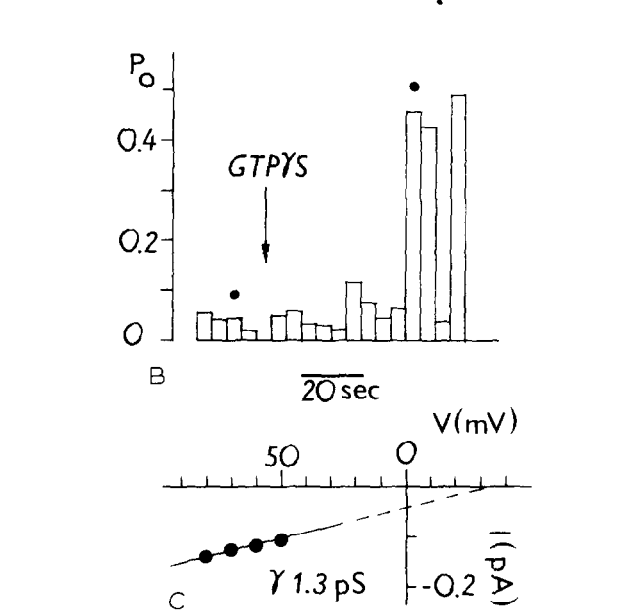 Po
0.4
GTPγS
0.2
0
B
20 sec
V(mV)
50 0
I(pA)
γ 1.3 pS
-0.2
C